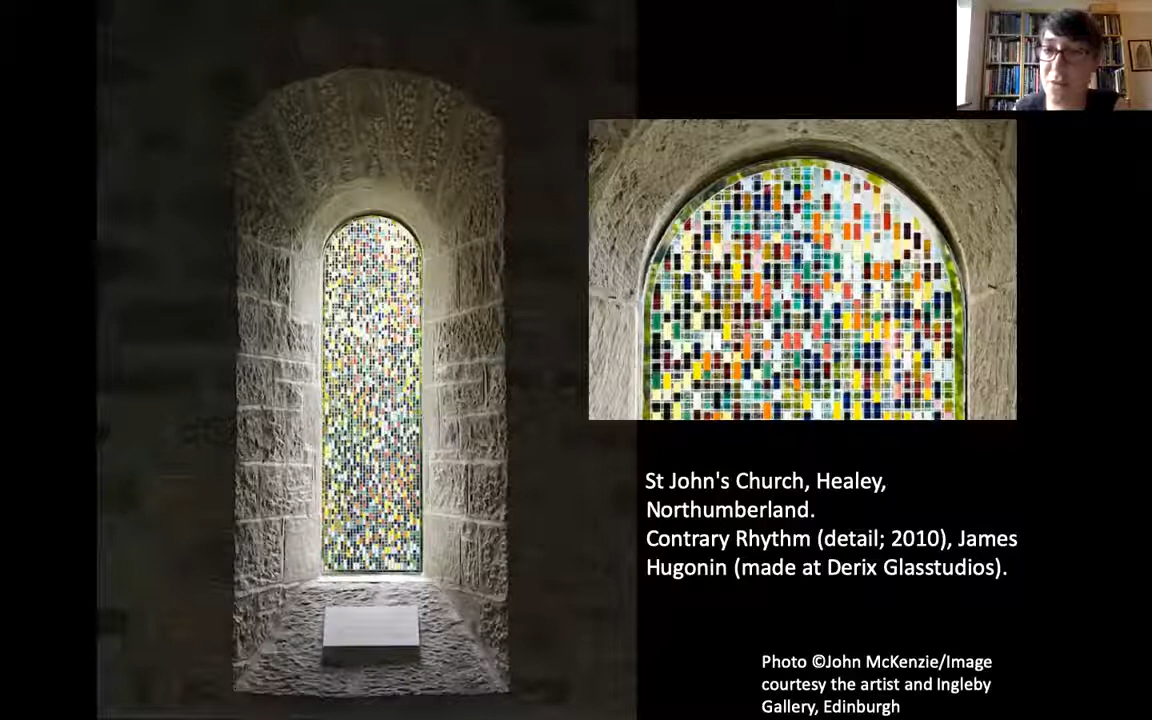 St John's Church, Healey,
Northumberland.
Contrary Rhythm (detail; 2010), James
Hugonin (made at Derix Glasstudios).
Photo ©John McKenzie/Image
courtesy the artist and Ingleby
Gallery, Edinburgh